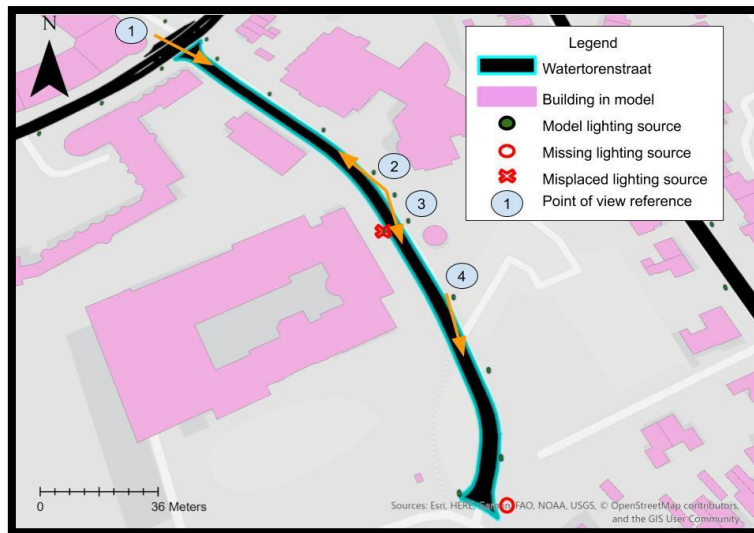 N
1
Legend
Watertorenstraat
Building in model
Model lighting source
Missing lighting source
Misplaced lighting source
1 Point of view reference
2
3
4
0 36 Meters
Sources: Esri, HERE, Garmin, FAO, NOAA, USGS, © OpenStreetMap contributors,
and the GIS User Community